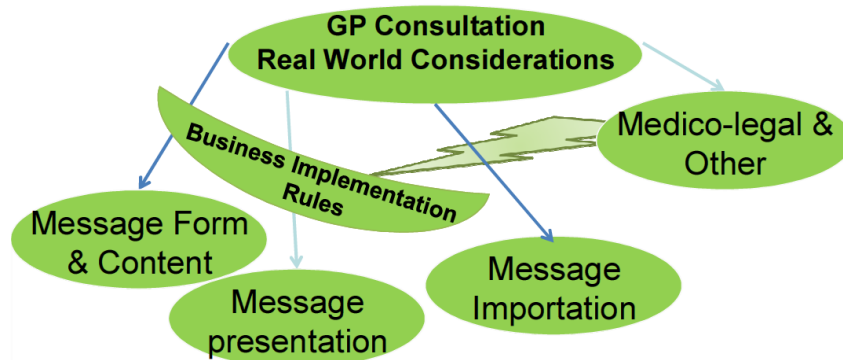 GP Consultation
Real World Considerations
Medico-legal &
Other
Business Implementation
Rules
Message Form
& Content
Message
presentation
Message
Importation